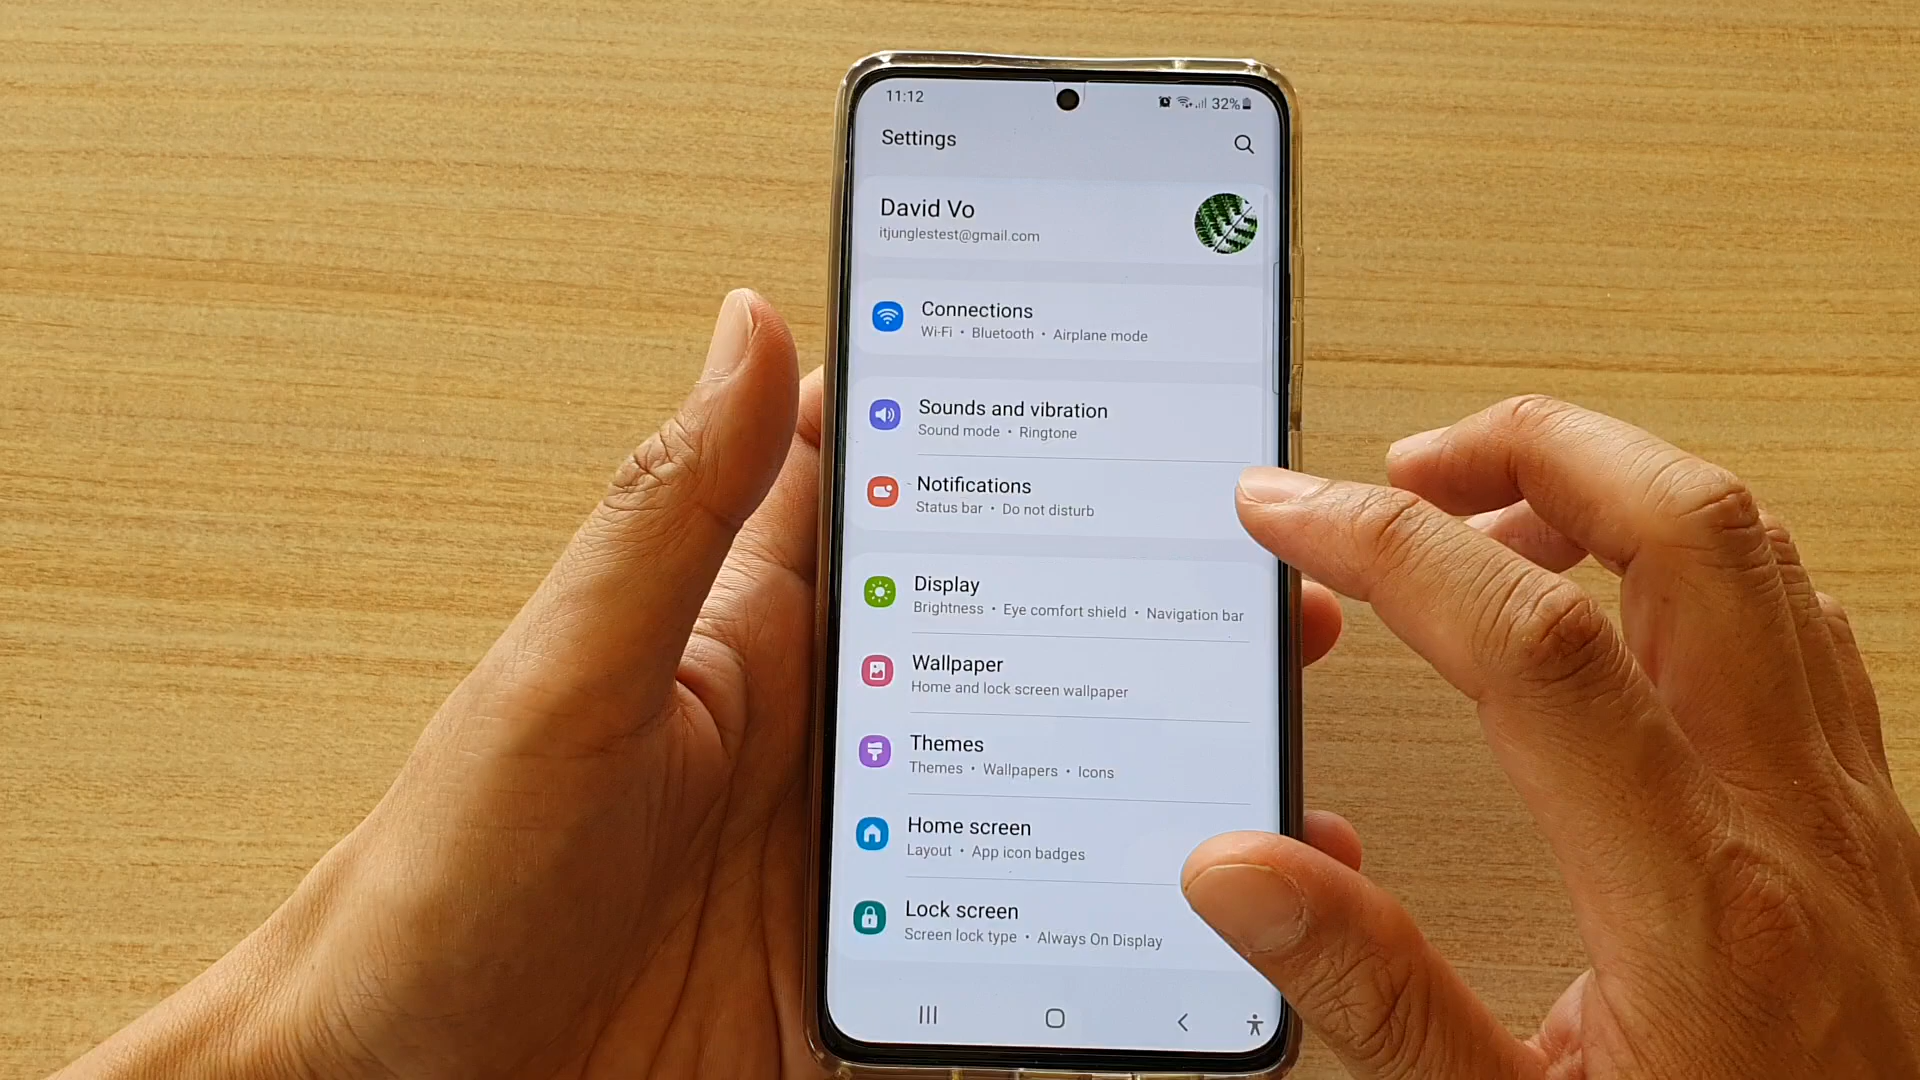 11:12
32%
Settings
David Vo
itjunglestest@gmail.com
Connections
Wi-Fi • Bluetooth • Airplane mode
Sounds and vibration
Sound mode • Ringtone
Notifications
Status bar • Do not disturb
Display
Brightness • Eye comfort shield • Navigation bar
Wallpaper
Home and lock screen wallpaper
Themes
Themes • Wallpapers • Icons
Home screen
Layout • App icon badges
Lock screen
Screen lock type • Always On Display